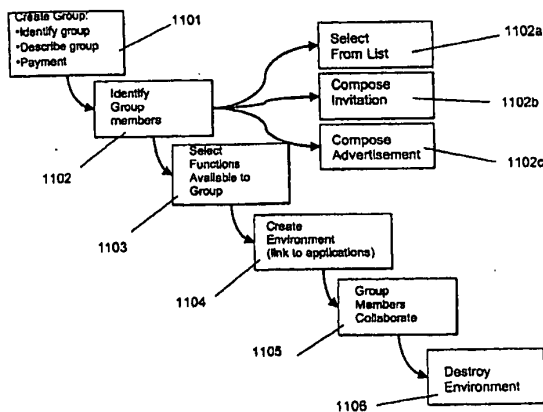 Create Group:
•Identify group
•Describe group
•Payment
1101
Identify
Group
members
1102
Select
From List
1102a
Compose
Invitation
1102b
Compose
Advertisement
1102c
Select
Functions
Available to
Group
1103
Create
Environment
(link to applications)
1104
Group
Members
Collaborate
1105
Destroy
Environment
1106